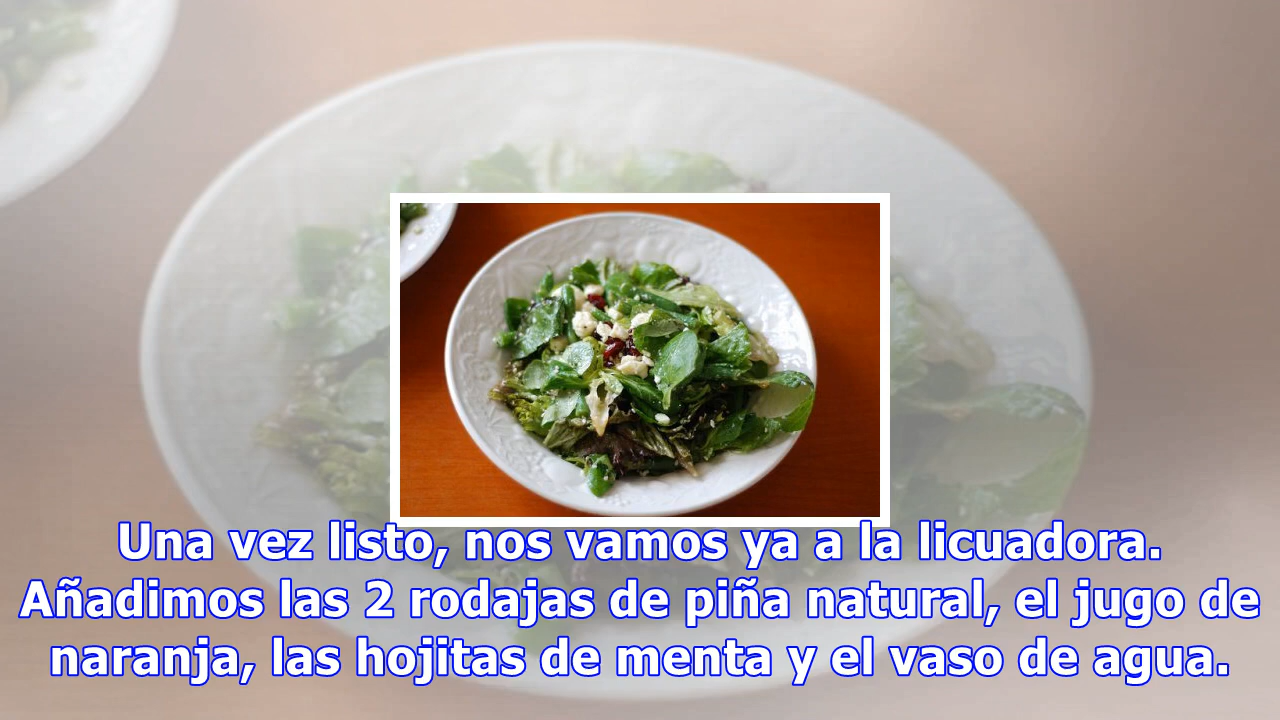 Una vez listo, nos vamos ya a la licuadora.
Añadimos las 2 rodajas de piña natural, el jugo de
naranja, las hojitas de menta y el vaso de agua.